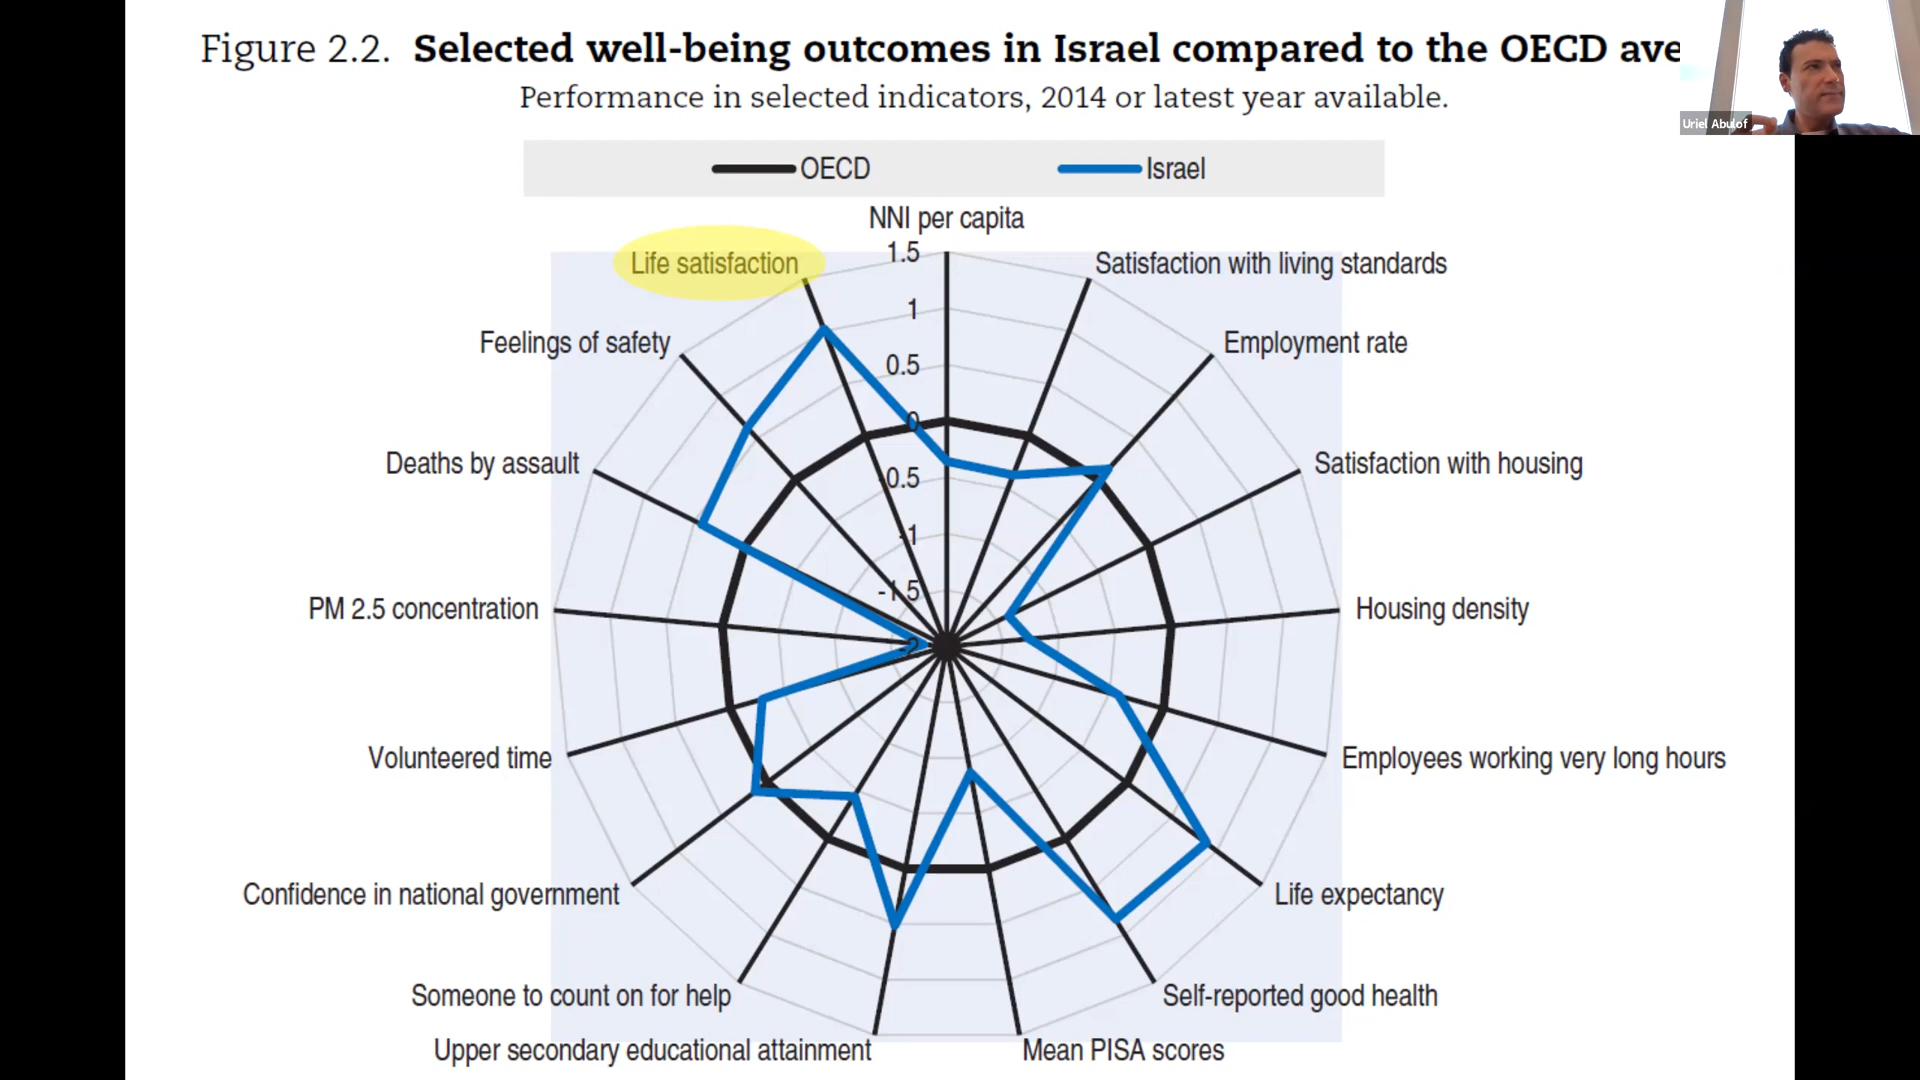 Figure 2.2. Selected well-being outcomes in Israel compared to the OECD ave
Uriel Abulof
Performance in selected indicators, 2014 or latest year available.
OECD
Israel
NNI per capita
Life satisfaction
1.5
Satisfaction with living standards
1
Feelings of safety
Employment rate
0.5
0
Deaths by assault
Satisfaction with housing
0.5
-1
-1.5
PM 2.5 concentration
Housing density
-2
Volunteered time
Employees working very long hours
Confidence in national government
Life expectancy
Someone to count on for help
Self-reported good health
Upper secondary educational attainment
Mean PISA scores